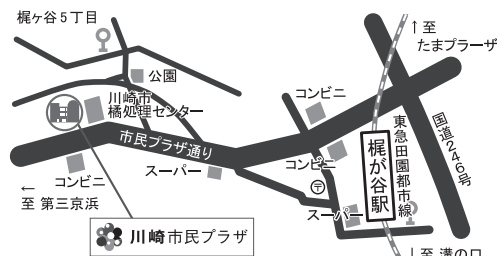 梶ヶ谷5丁目
↑至
たまプラーザ
公園
コンビニ
川崎市
橘処理センター
市民プラザ通り
国道246号
東急田園都市線
梶が谷駅
コンビニ
スーパー
コンビニ
〒
スーパー
←
至 第三京浜
川崎市民プラザ
↓至 溝の口